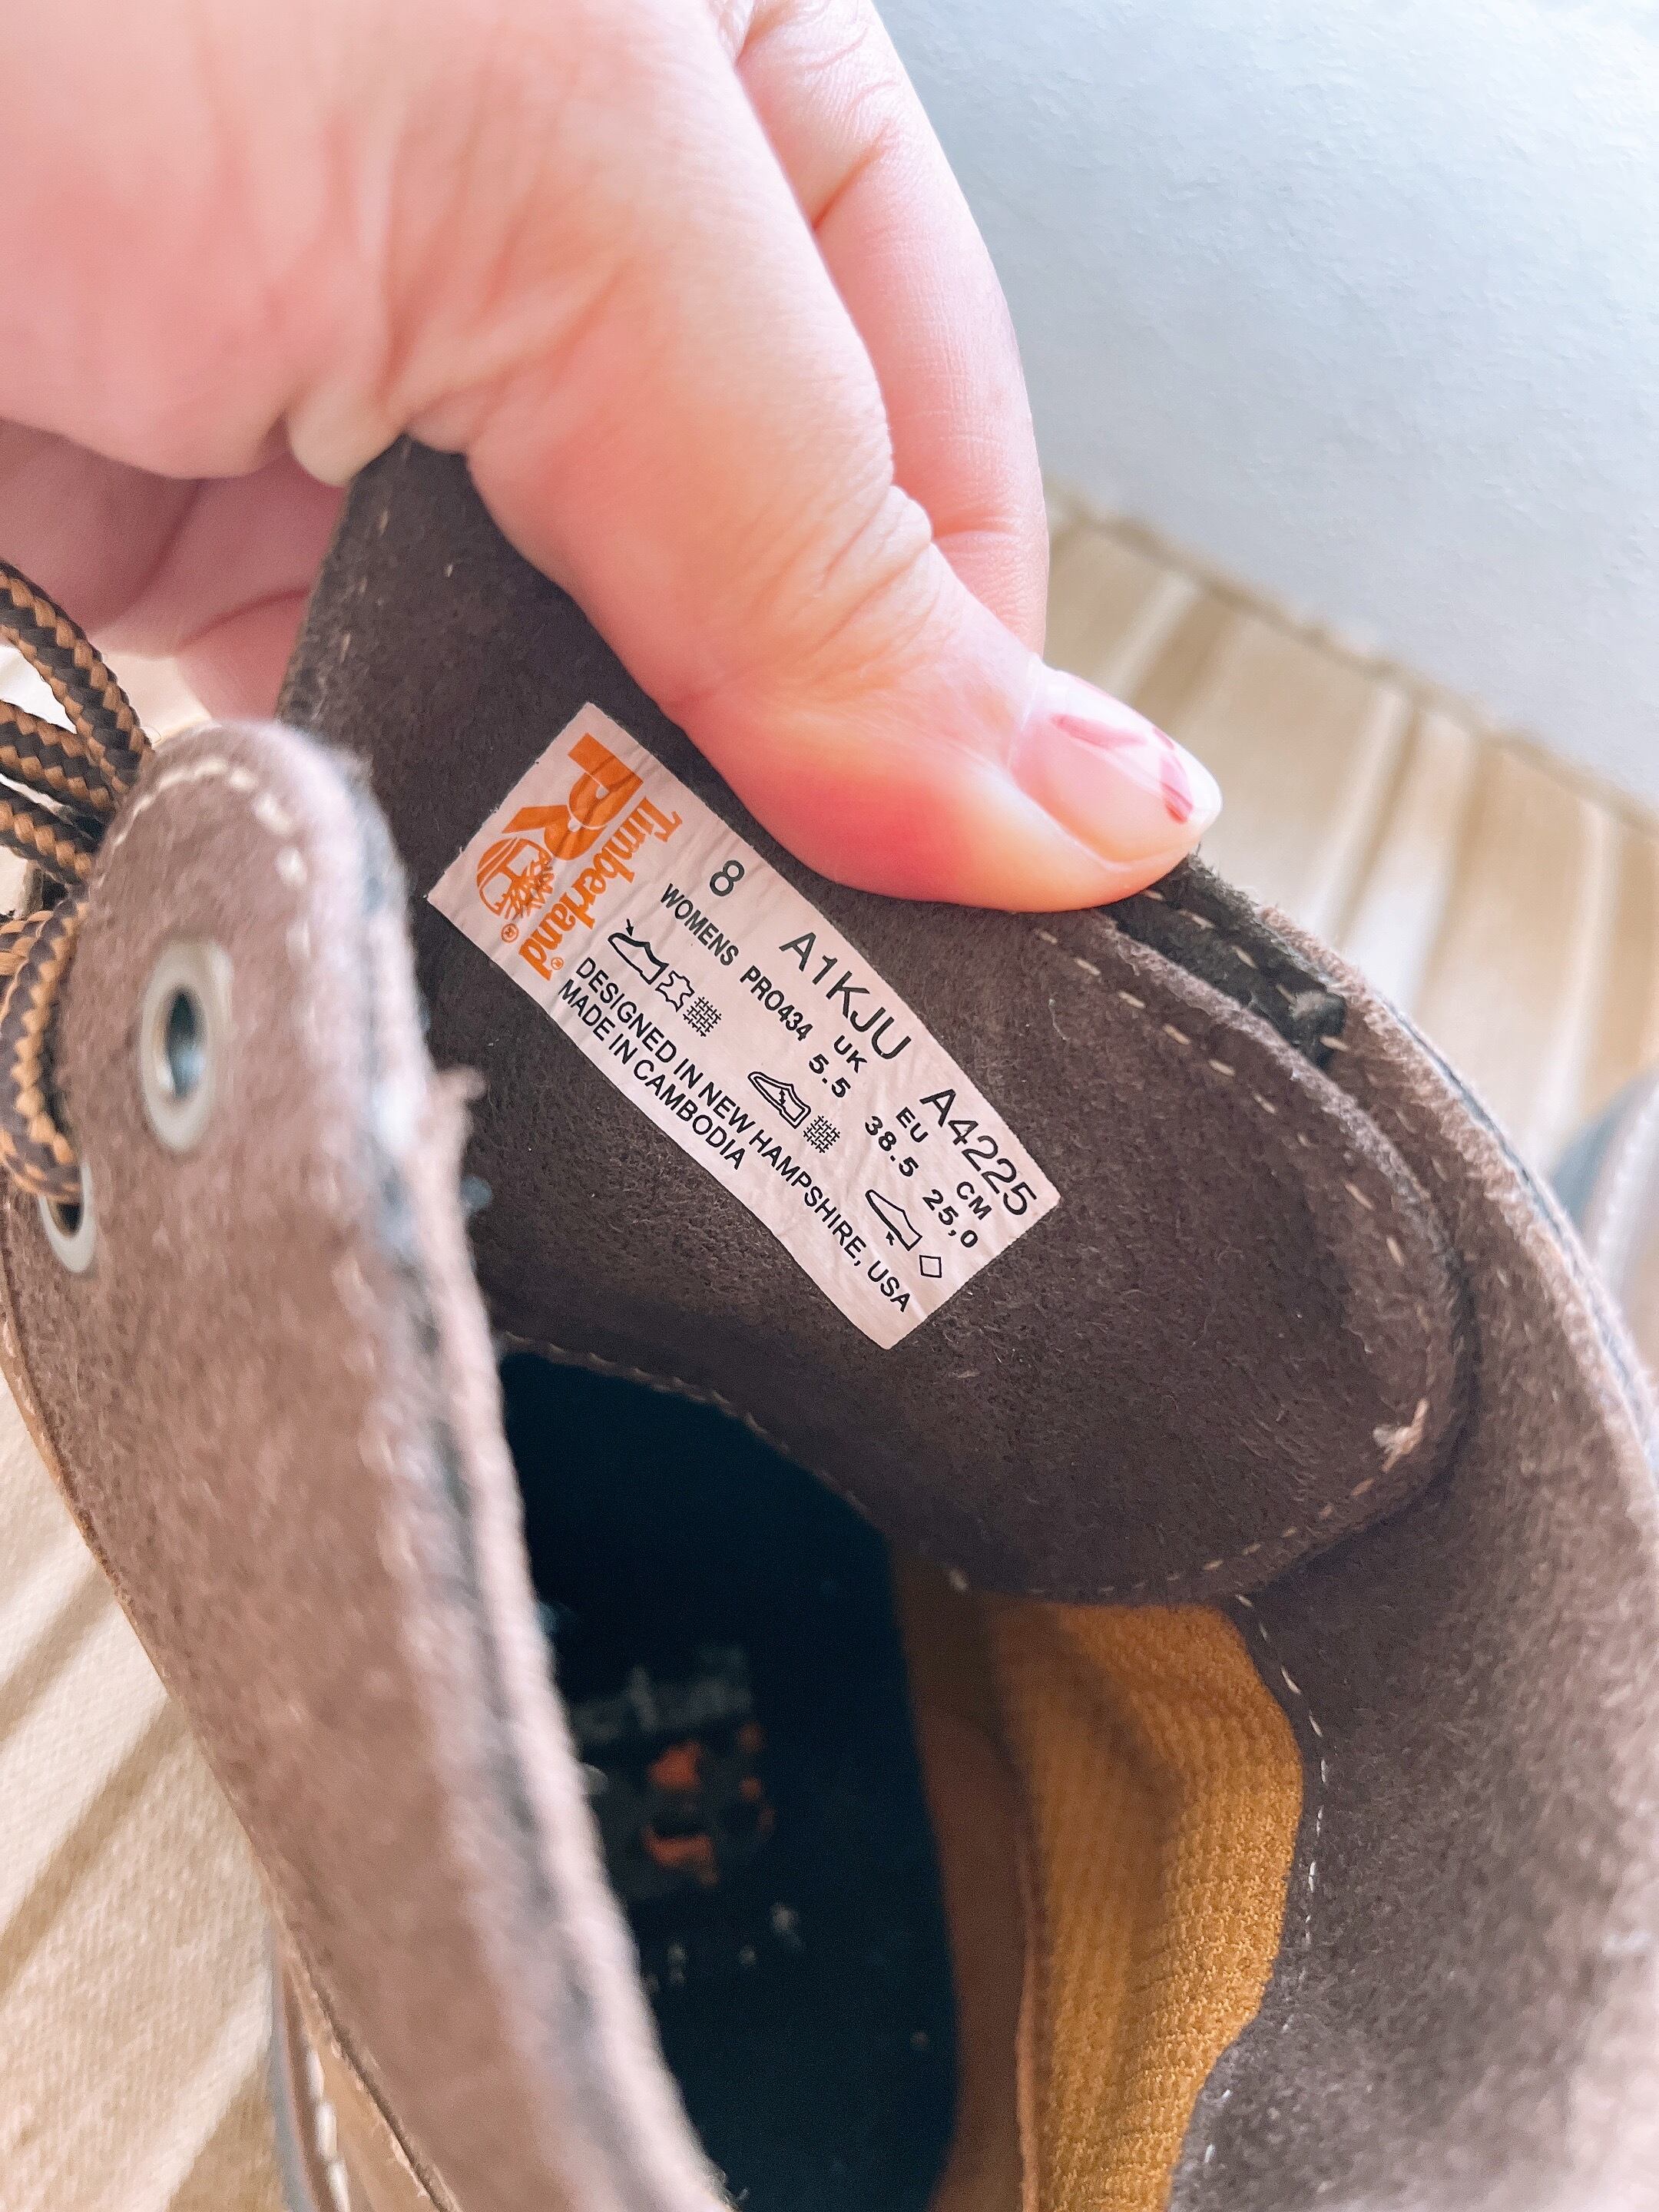 PRO
Timberland®
8 A1KJU A4225
WOMENS PRO434 UK EU CM
5.5 38.5 25,0
DESIGNED IN NEW HAMPSHIRE, USA
MADE IN CAMBODIA